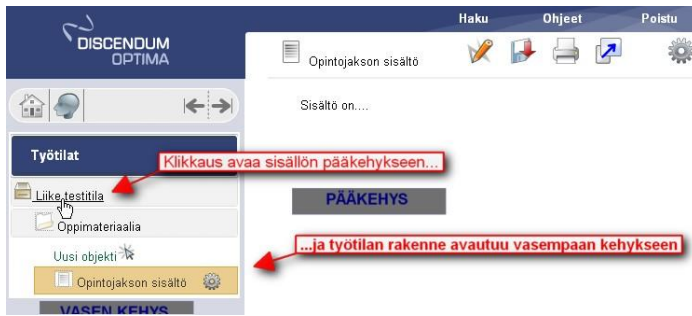 Haku Ohjeet Poistu
DISCENDUM
OPTIMA
Opintojakson sisältö
Sisältö on....
Työtilat
Klikkaus avaa sisällön pääkehykseen...
Liike, testitila
PÄÄKEHYS
Oppimateriaalia
...ja työtilan rakenne avautuu vasempaan kehykseen
Uusi objekti
Opintojakson sisältö
VASEN KEHYS